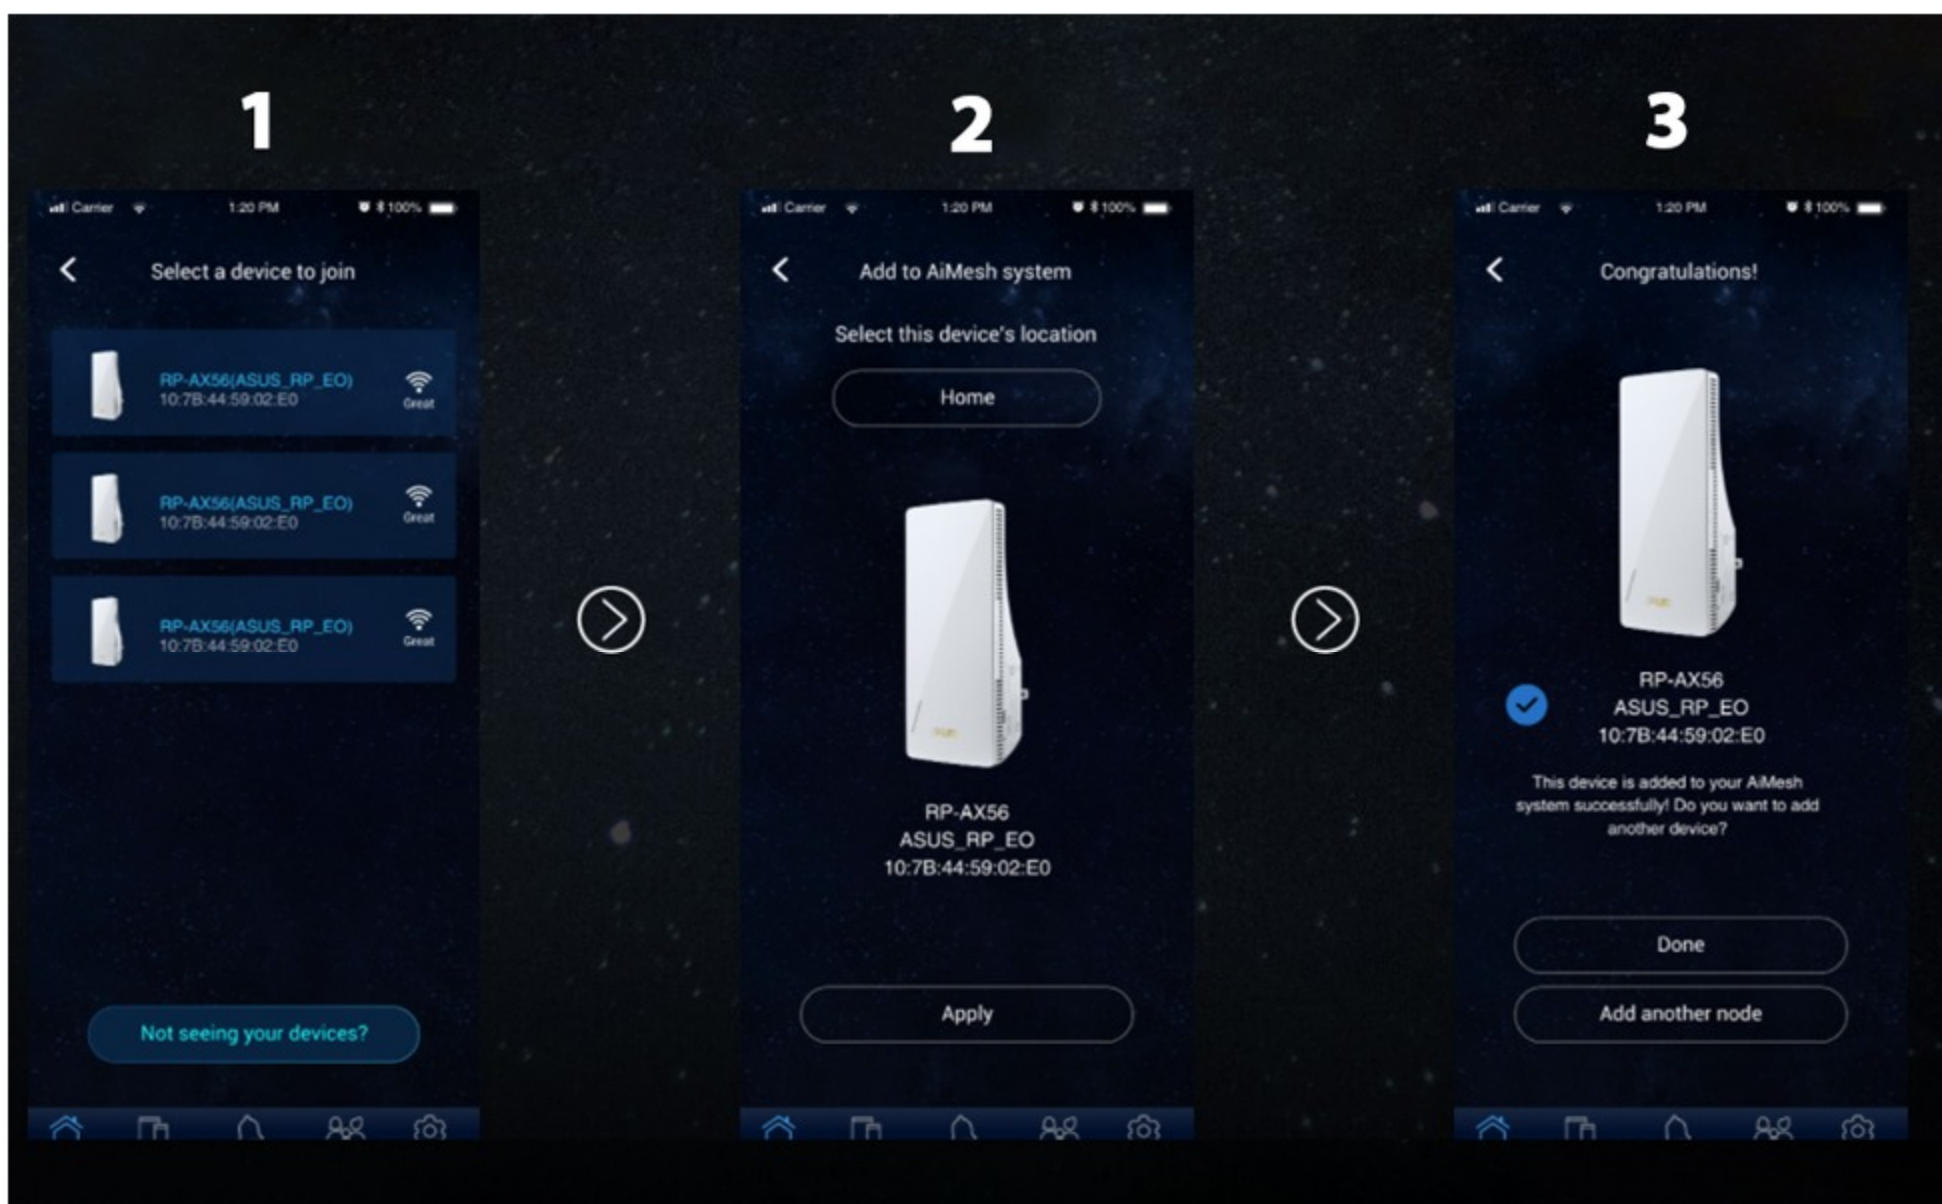 1
Carrier 1:20 PM 100%
Select a device to join
RP-AX56(ASUS_RP_EO)
10:7B:44:59:02:E0
Great
RP-AX56(ASUS_RP_EO)
10:7B:44:59:02:E0
Great
RP-AX56(ASUS_RP_EO)
10:7B:44:59:02:E0
Great
Not seeing your devices?
2
Carrier 1:20 PM 100%
Add to AiMesh system
Select this device's location
Home
RP-AX56
ASUS_RP_EO
10:7B:44:59:02:E0
Apply
3
Carrier 1:20 PM 100%
Congratulations!
RP-AX56
ASUS_RP_EO
10:7B:44:59:02:E0
This device is added to your AiMesh
system successfully! Do you want to add
another device?
Done
Add another node